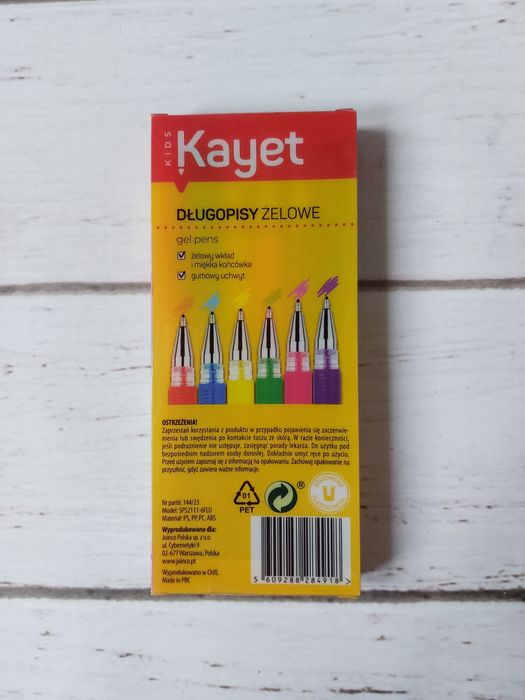 KIDS
Kayet
DŁUGOPISY ŻELOWE
gel pens
żelowy wkład
i miękka końcówka
gumowy uchwyt
OSTRZEŻENIA!
Zaprzestań korzystania z produktu w przypadku pojawienia się zaczerwie-
nienia lub swędzenia po kontakcie tuszu ze skórą. W razie konieczności,
jeśli podrażnienie nie ustępuje, zasięgnąć porady lekarza. Do użytku pod
bezpośrednim nadzorem osoby dorosłej. Dokładnie umyć ręce po użyciu.
Przed użyciem zapoznaj się z informacją na opakowaniu. Zachowaj opakowanie na
przyszłość, gdyż zawiera ważne informacje.
Nr partii: 144/23
Model: SPS2111-6FLUJ
Materiał: PS, PP, PC, ABS
Wyprodukowano dla:
Joinco Polska sp. z o.o.
ul. Cybernetyki 9
02-677 Warszawa, Polska
www.joinco.pt
Wyprodukowano w ChRL
Made in PRC
01
PET
®
5 609288 284918 >